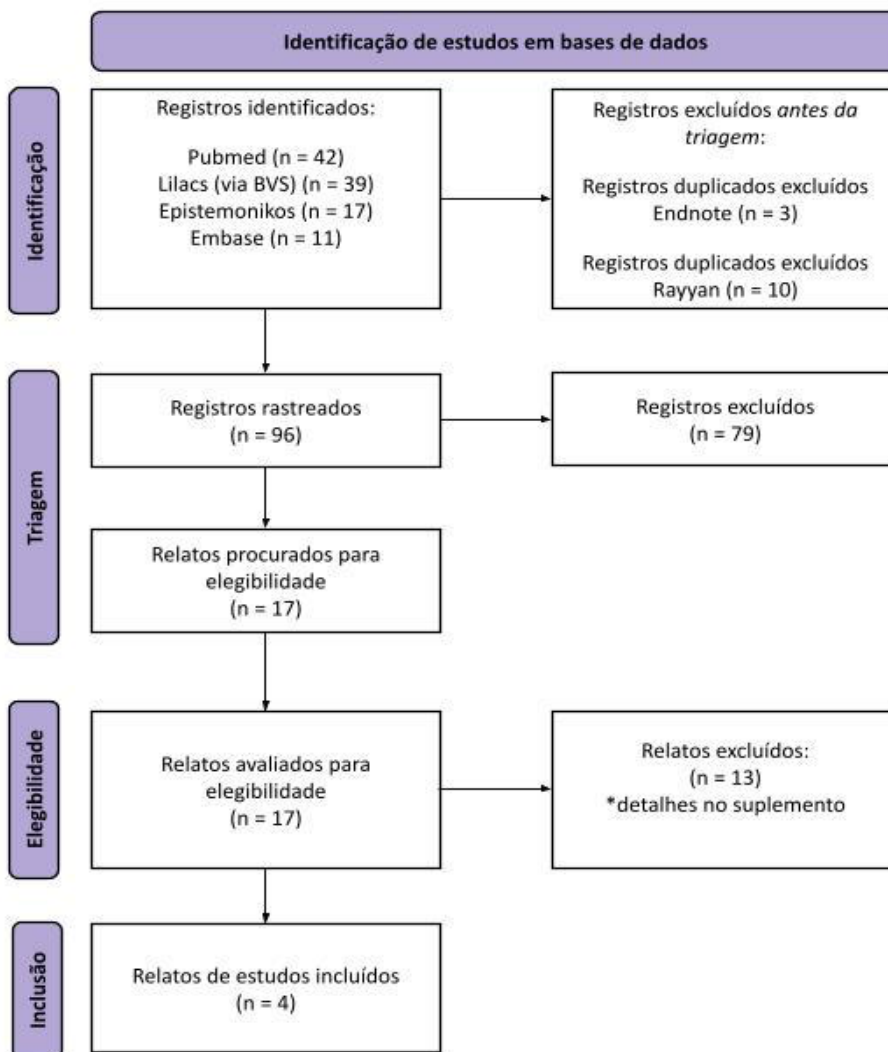 Identificação de estudos em bases de dados
Identificação
Registros identificados:
Pubmed (n = 42)
Lilacs (via BVS) (n = 39)
Epistemonikos (n = 17)
Embase (n = 11)
Registros excluídos antes da
triagem:
Registros duplicados excluídos
Endnote (n = 3)
Registros duplicados excluídos
Rayyan (n = 10)
Triagem
Registros rastreados
(n = 96)
Registros excluídos
(n = 79)
Relatos procurados para
elegibilidade
(n = 17)
Elegibilidade
Relatos avaliados para
elegibilidade
(n = 17)
Relatos excluídos:
(n = 13)
*detalhes no suplemento
Inclusão
Relatos de estudos incluídos
(n = 4)